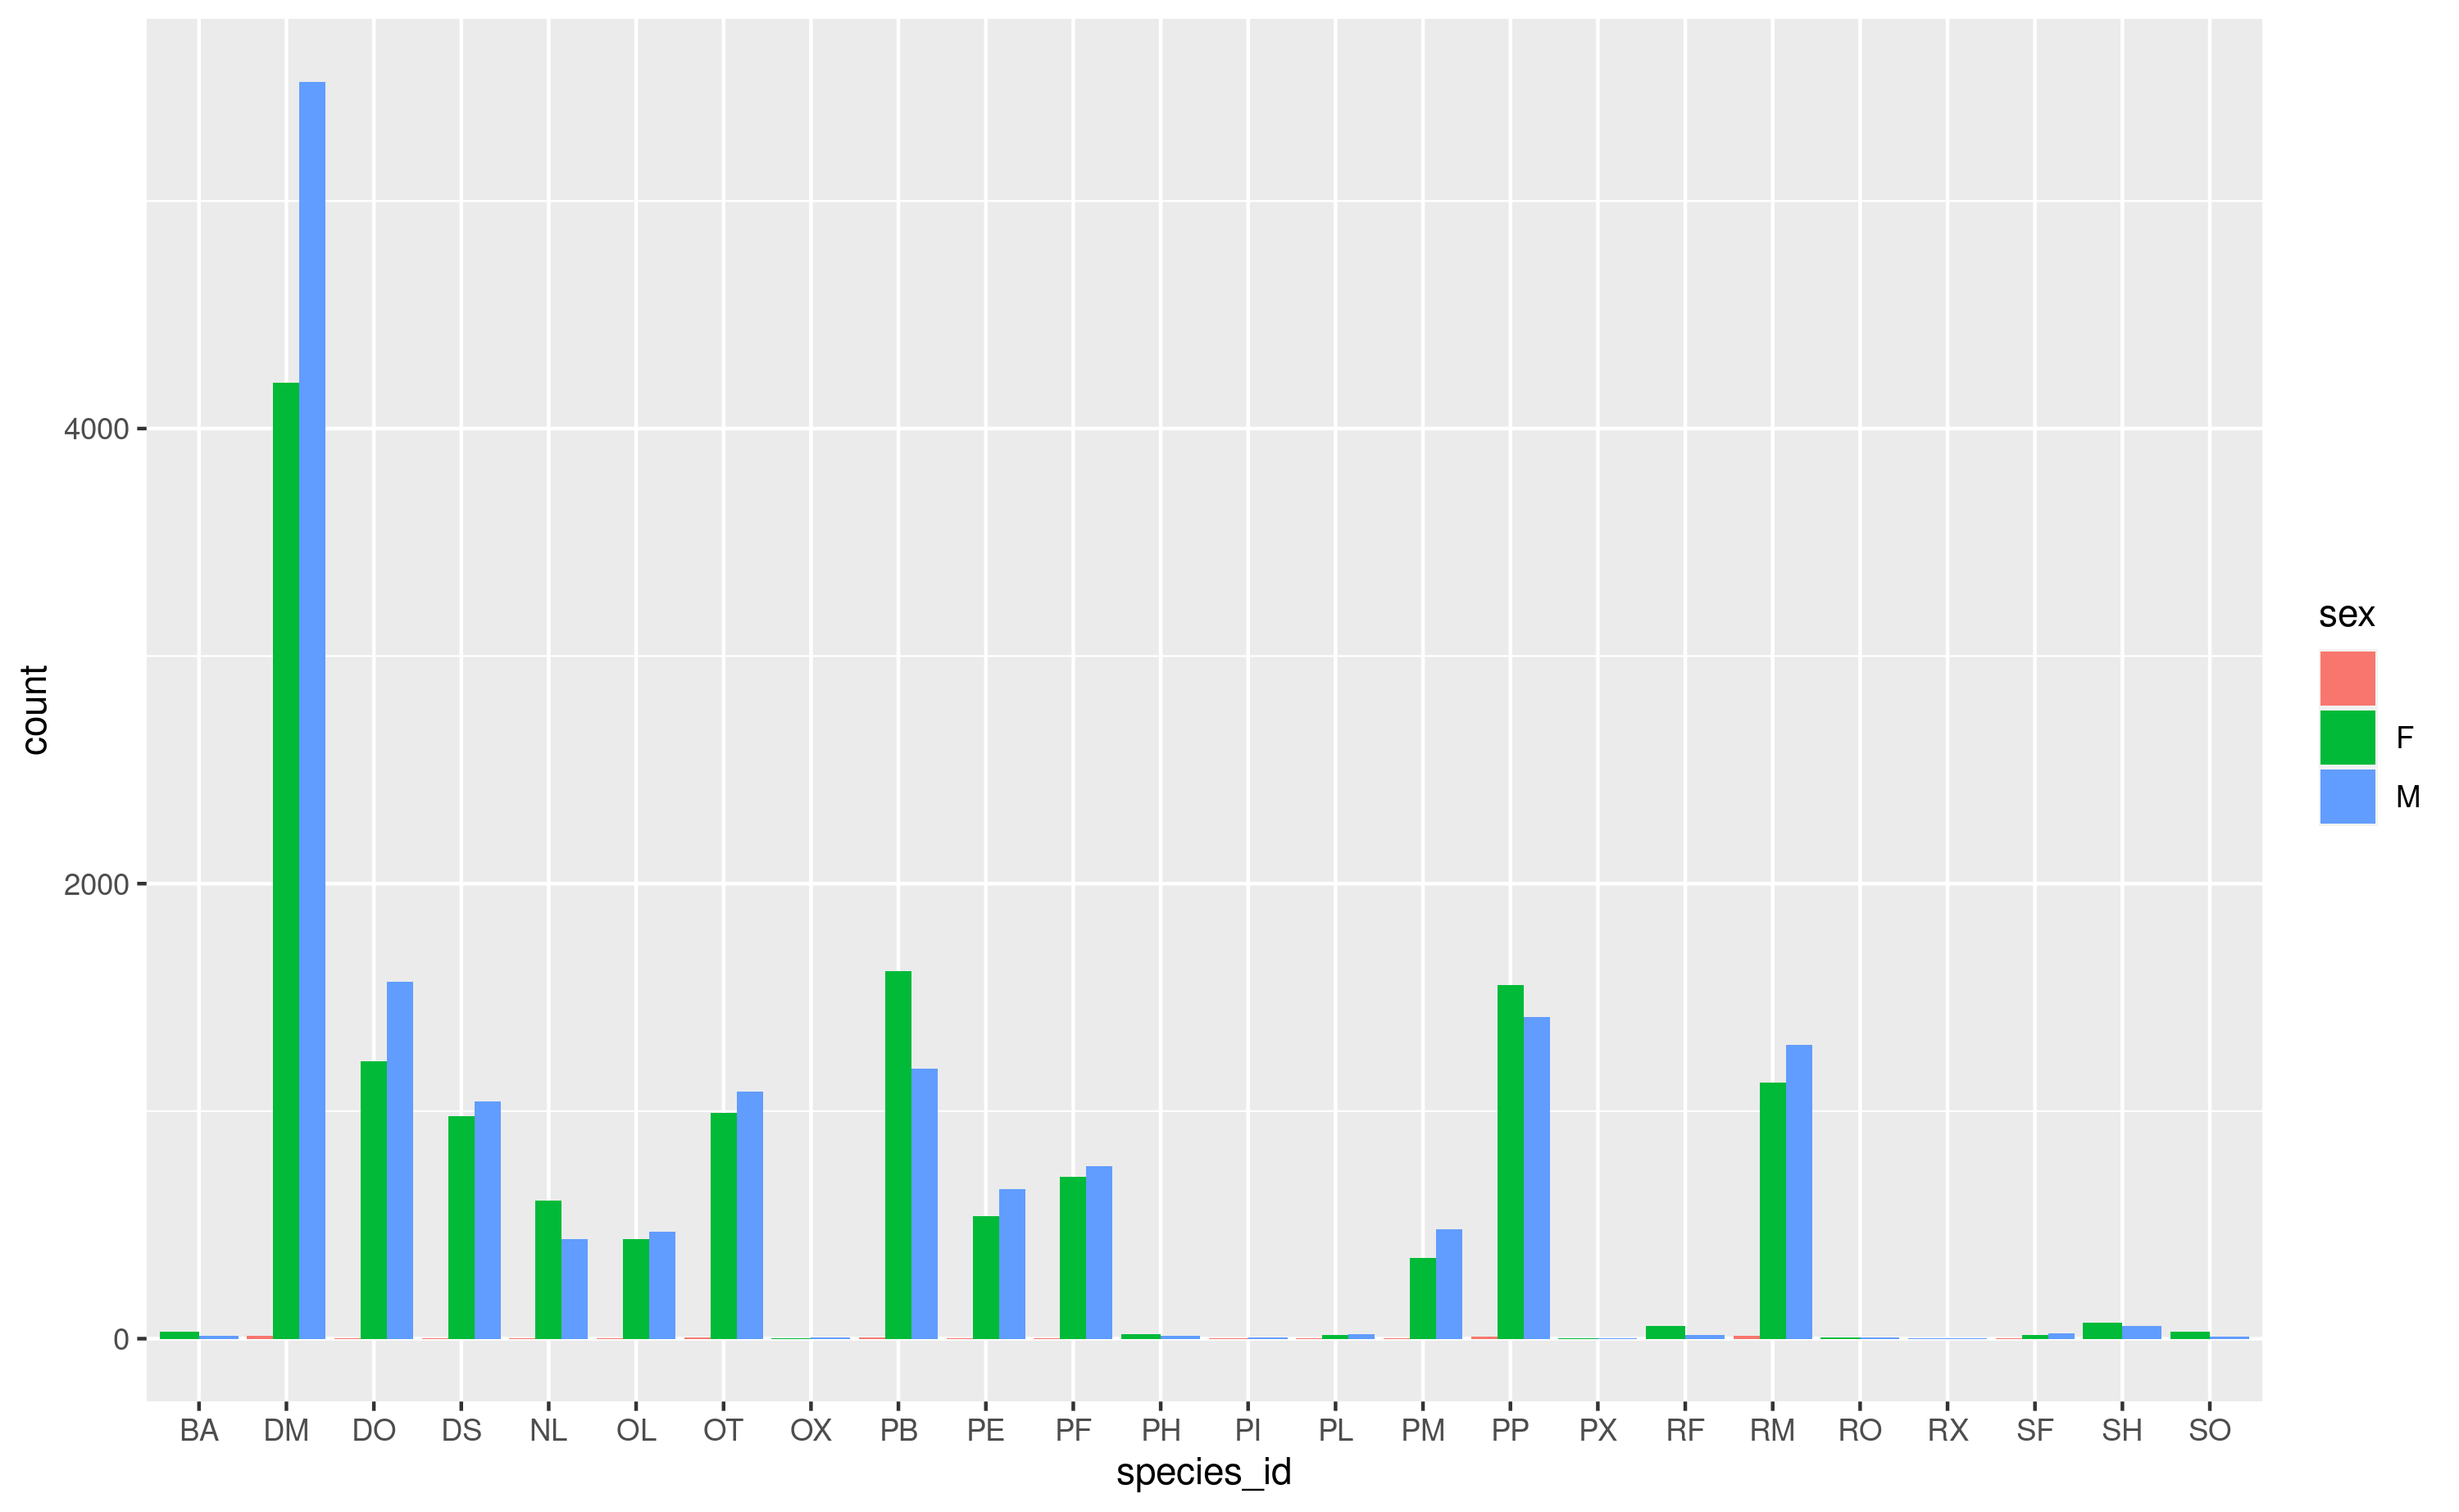 count
4000
2000
0
BA DM DO DS NL OL OT OX PB PE PF PH PI PL PM PP PX RF RM RO RX SF SH SO
species_id
sex
F
M